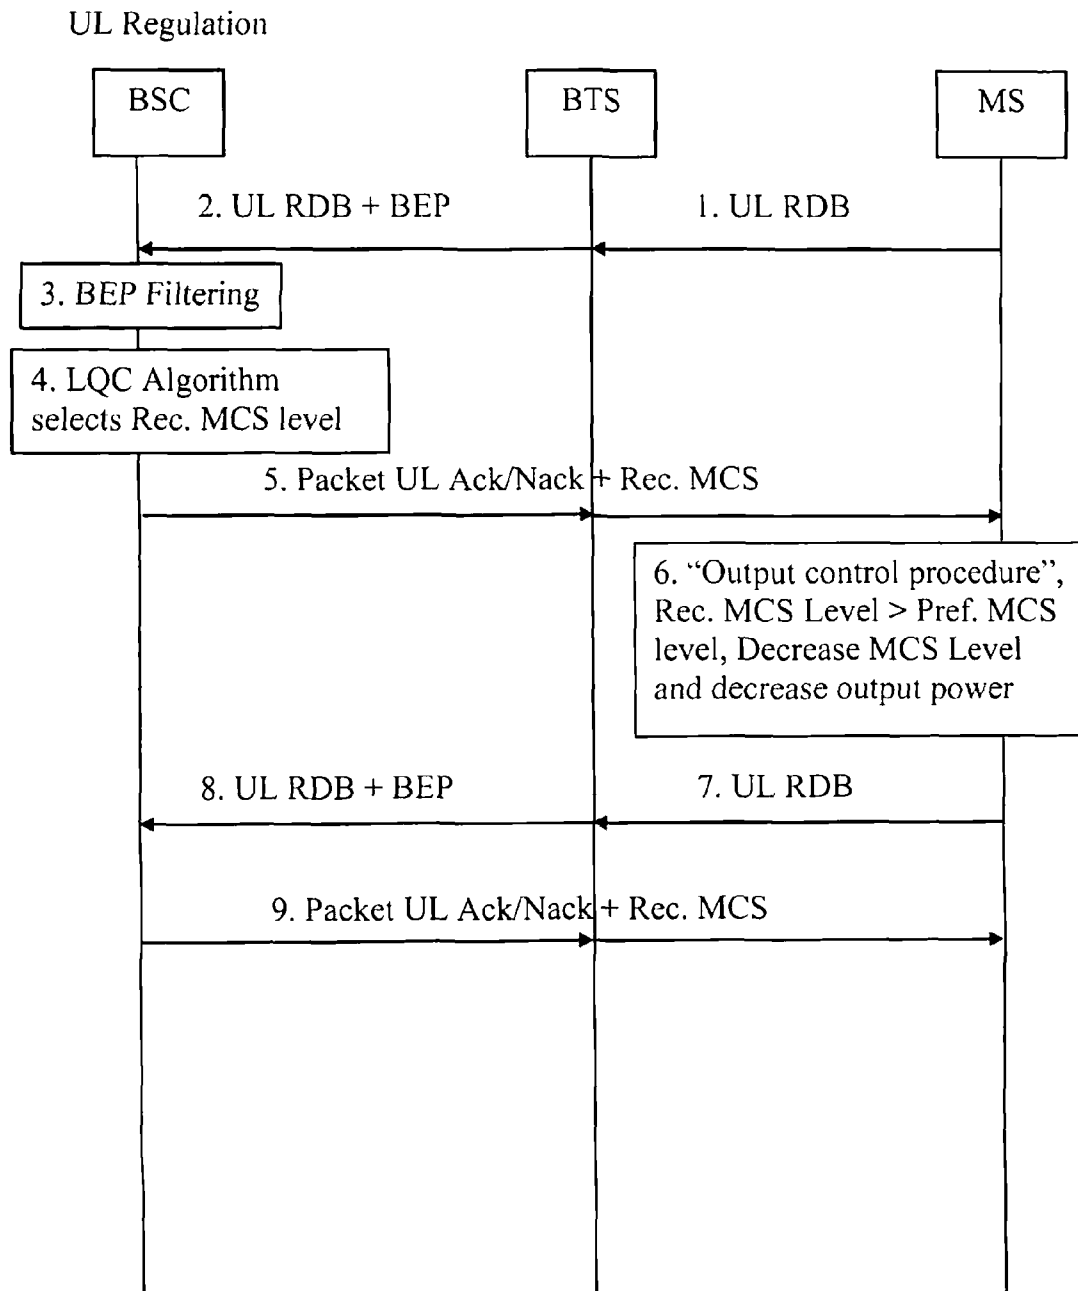 UL Regulation
BSC
BTS
MS
2. UL RDB + BEP
1. UL RDB
3. BEP Filtering
4. LQC Algorithm
selects Rec. MCS level
5. Packet UL Ack/Nack + Rec. MCS
6. “Output control procedure”,
Rec. MCS Level > Pref. MCS
level, Decrease MCS Level
and decrease output power
8. UL RDB + BEP
7. UL RDB
9. Packet UL Ack/Nack + Rec. MCS